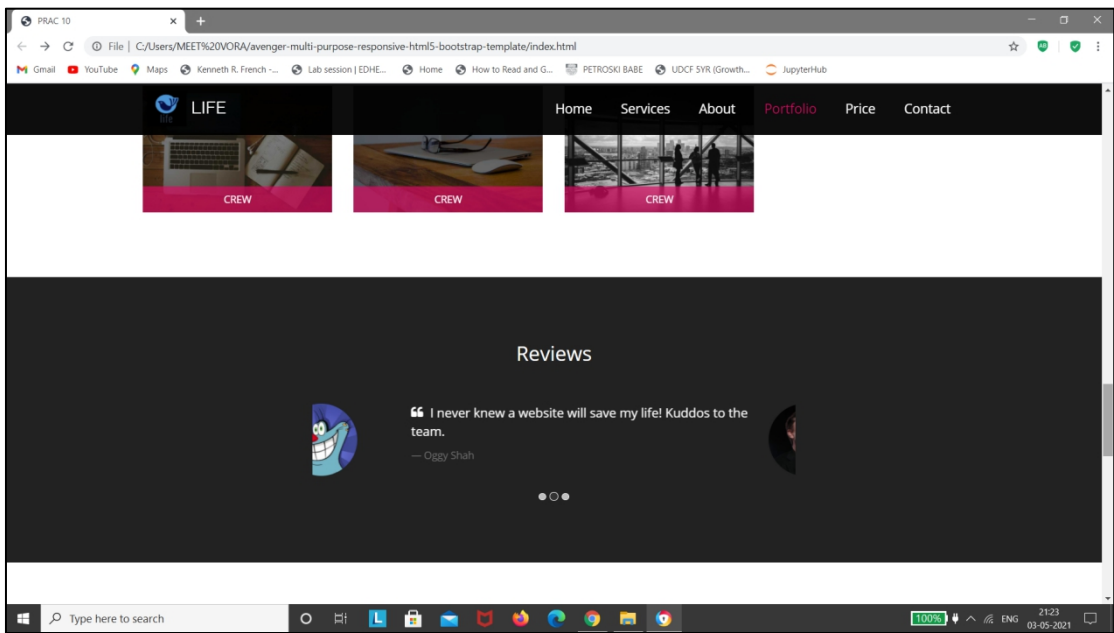 PRAC 10
File | C:/Users/MEET%20VORA/avenger-multi-purpose-responsive-html5-bootstrap-template/index.html
Gmail YouTube Maps Kenneth R. French -... Lab session | EDHE... Home How to Read and G... PETROSKI BABE UDCF 5YR (Growth... JupyterHub
life LIFE Home Services About Portfolio Price Contact
CREW CREW CREW
Reviews
❝ I never knew a website will save my life! Kuddos to the
team.
— Oggy Shah
Type here to search L 100% ENG 21:23
03-05-2021